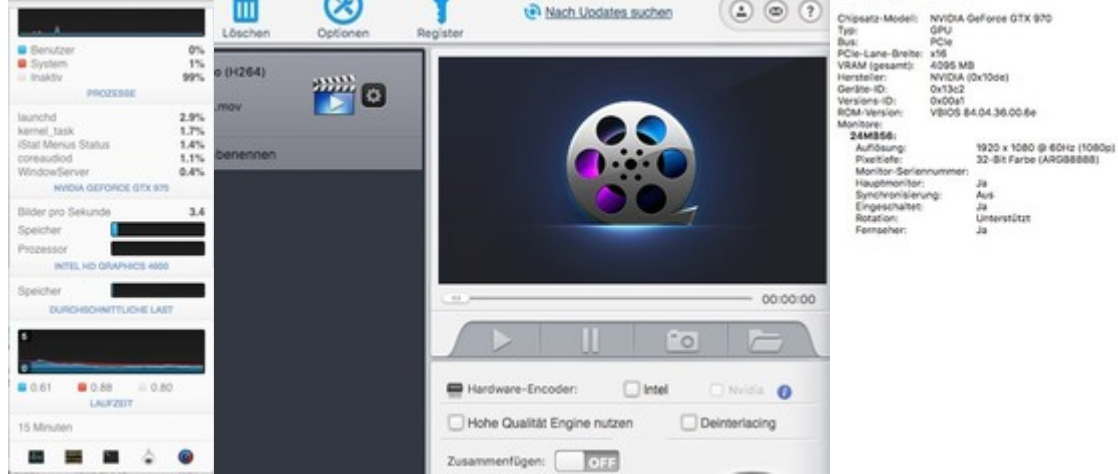 Benutzer 0%
System 1%
Inaktiv 99%
PROZESSE
launchd 2.9%
kernel_task 1.7%
iStat Menus Status 1.4%
coreaudiod 1.1%
WindowServer 0.4%
NVIDIA GEFORCE GTX 970
Bilder pro Sekunde 3.4
Speicher
Prozessor
INTEL HD GRAPHICS 4600
Speicher
DURCHSCHNITTLICHE LAST
5
0
0.61 0.88 0.80
LAUFZEIT
15 Minuten
Löschen Optionen Register
Nach Updates suchen
?
o (H264)
.mov
benennen
00:00:00
Hardware-Encoder: Intel Nvidia i
Hohe Qualität Engine nutzen Deinterlacing
Zusammenfügen: OFF
Chipsatz-Modell: NVIDIA GeForce GTX 970
Typ: GPU
Bus: PCIe
PCIe-Lane-Breite: x16
VRAM (gesamt): 4095 MB
Hersteller: NVIDIA (0x10de)
Geräte-ID: 0x13c2
Versions-ID: 0x00a1
ROM-Version: VBIOS 84.04.36.00.6e
Monitore:
24MB56:
Auflösung: 1920 x 1080 @ 60Hz (1080p)
Pixeltiefe: 32-Bit Farbe (ARGB8888)
Monitor-Seriennummer:
Hauptmonitor: Ja
Synchronisierung: Aus
Eingeschaltet: Ja
Rotation: Unterstützt
Fernseher: Ja